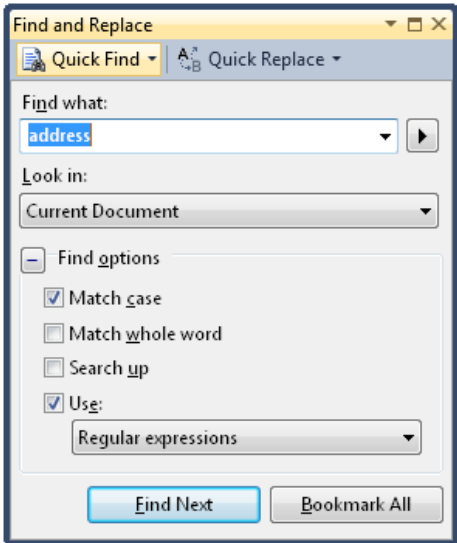 Find and Replace
Quick Find Quick Replace
Find what:
address
Look in:
Current Document
Find options
Match case
Match whole word
Search up
Use:
Regular expressions
Find Next Bookmark All